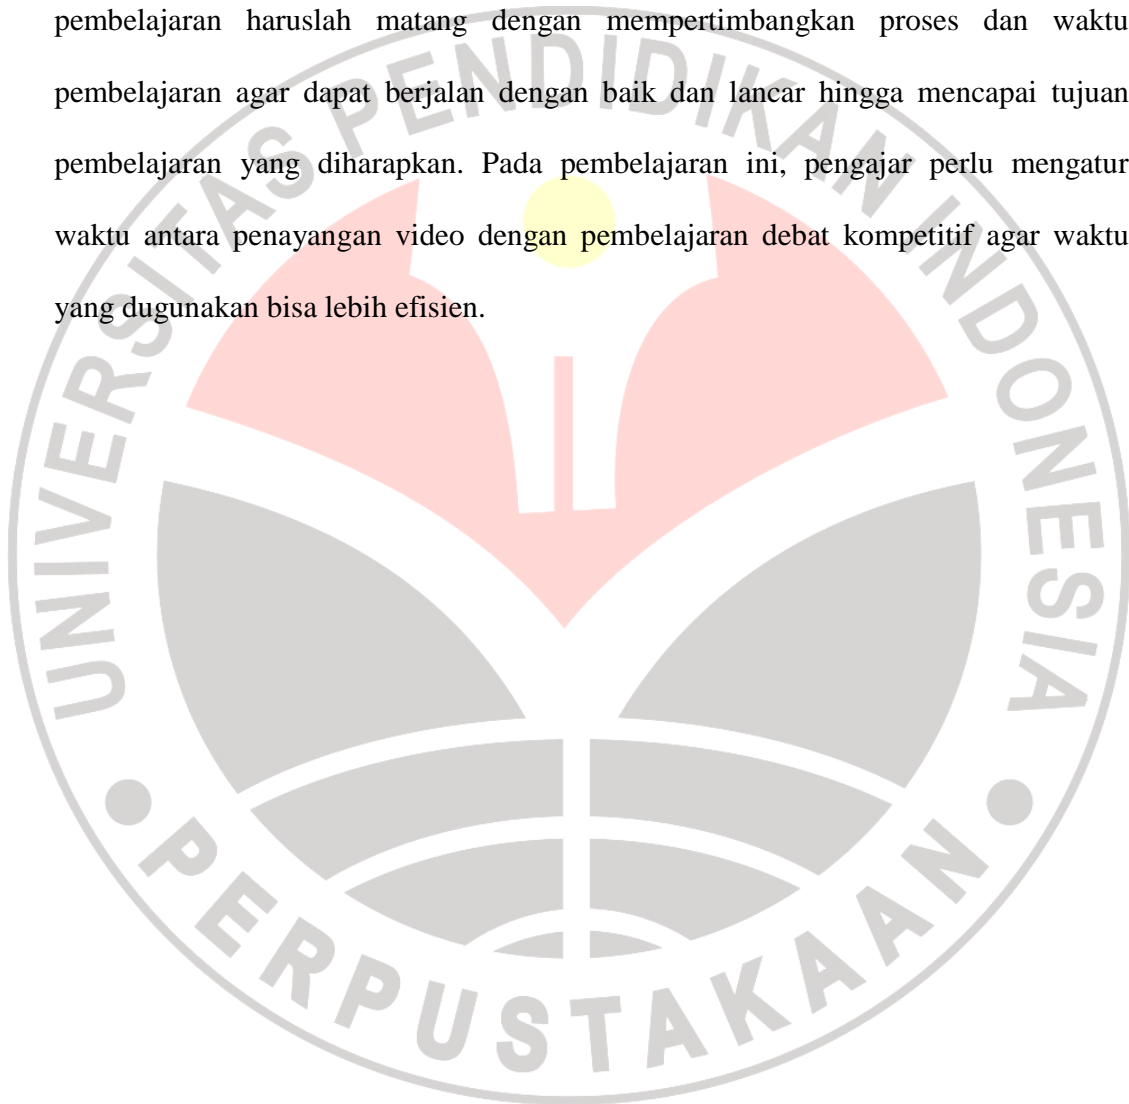 pembelajaran haruslah matang dengan mempertimbangkan proses dan waktu
pembelajaran agar dapat berjalan dengan baik dan lancar hingga mencapai tujuan
pembelajaran yang diharapkan. Pada pembelajaran ini, pengajar perlu mengatur
waktu antara penayangan video dengan pembelajaran debat kompetitif agar waktu
yang dugunakan bisa lebih efisien.
UNIVERSITAS PENDIDIKAN INDONESIA
PERPUSTAKAAN